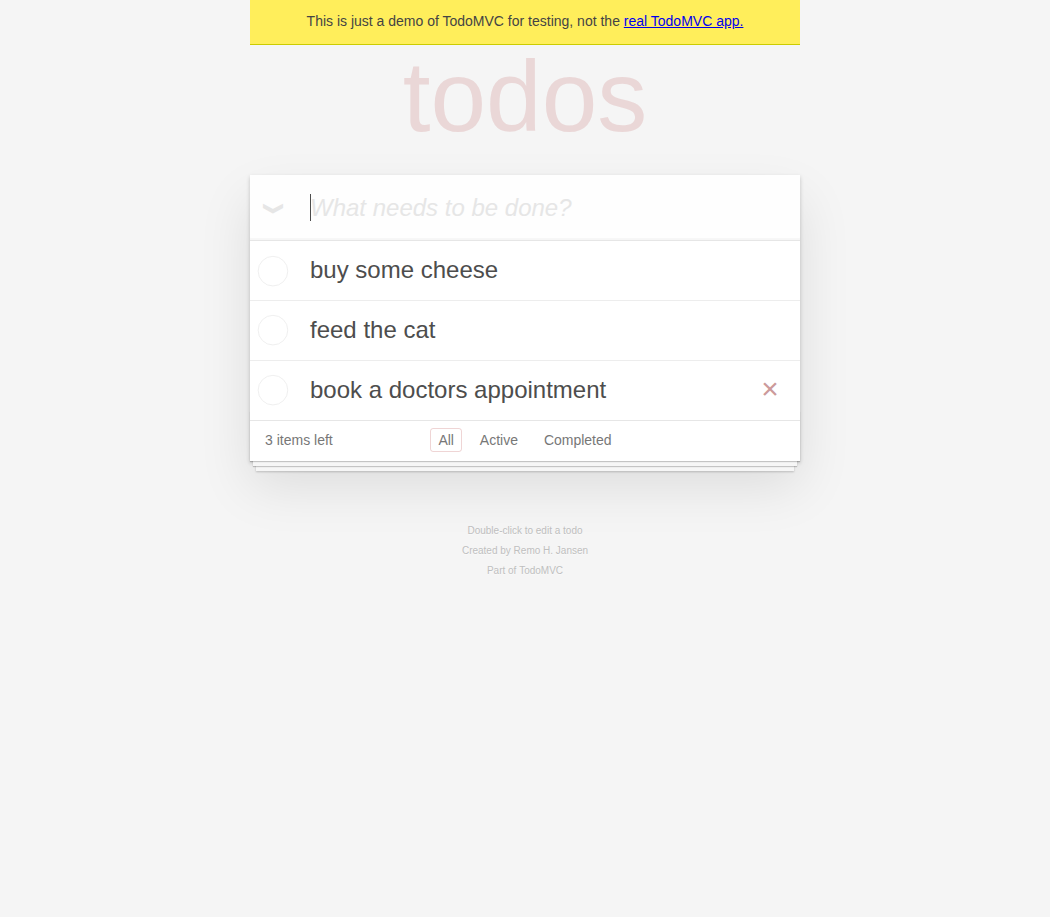 This is just a demo of TodoMVC for testing, not the real TodoMVC app.
todos
What needs to be done?
buy some cheese
feed the cat
book a doctors appointment
3 items left All Active Completed
Double-click to edit a todo
Created by Remo H. Jansen
Part of TodoMVC